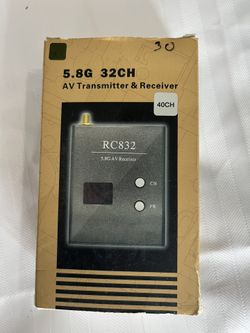 30
5.8G 32CH
AV Transmitter & Receiver
40CH
RC832
5.8G AV Receiver
CH
FR